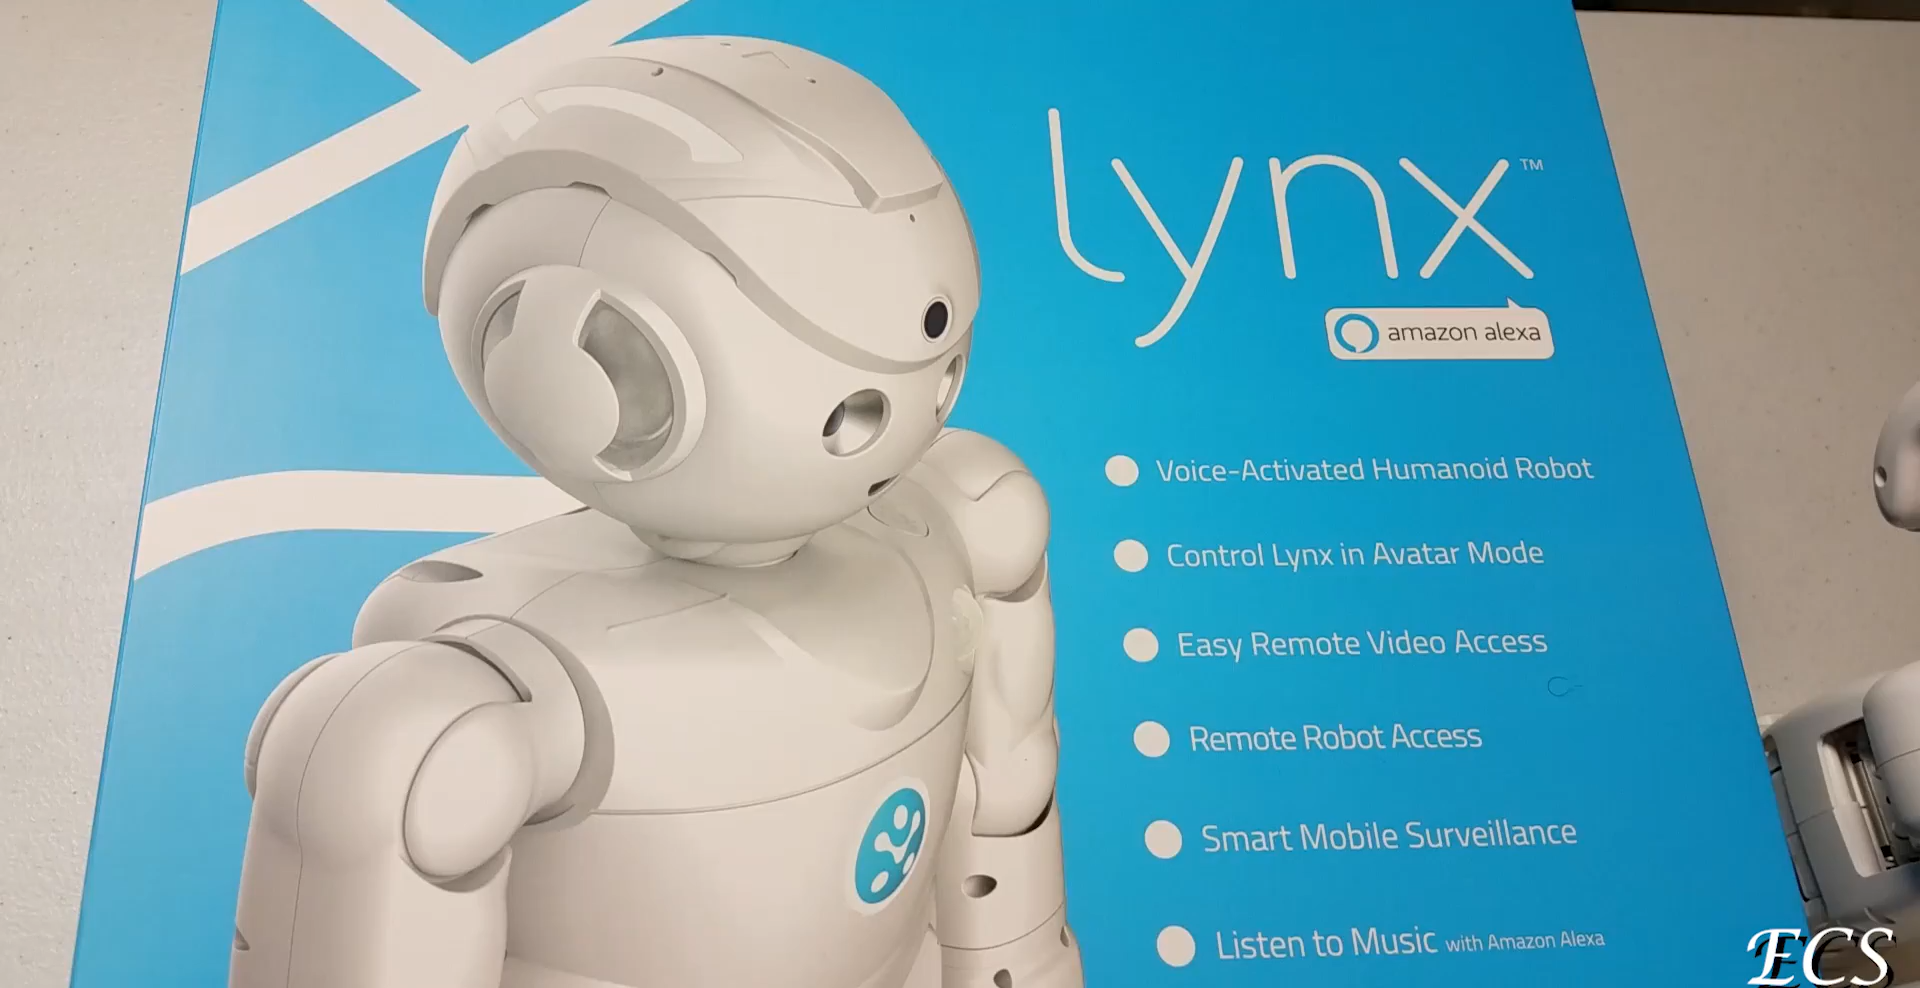 Lynx™
amazon alexa
Voice-Activated Humanoid Robot
Control Lynx in Avatar Mode
Easy Remote Video Access
Remote Robot Access
Smart Mobile Surveillance
Listen to Music with Amazon Alexa
ECS